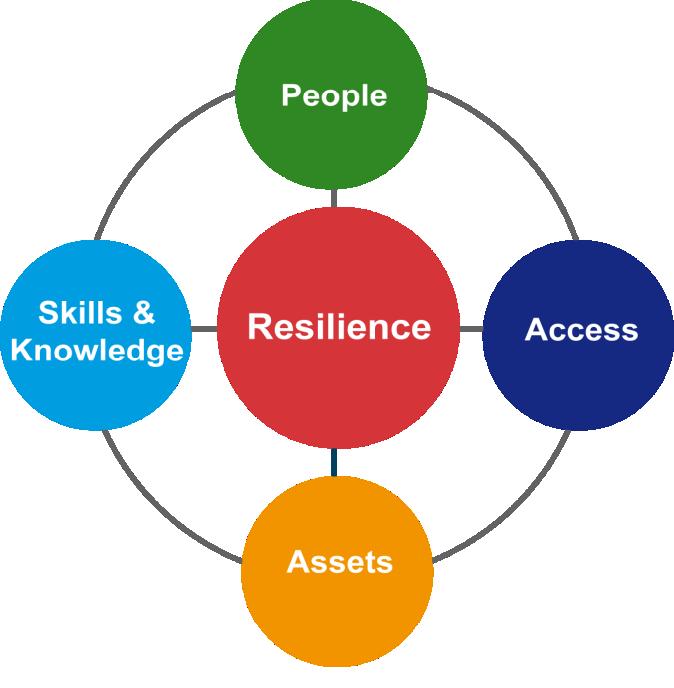 People
Skills &
Knowledge
Resilience
Access
Assets